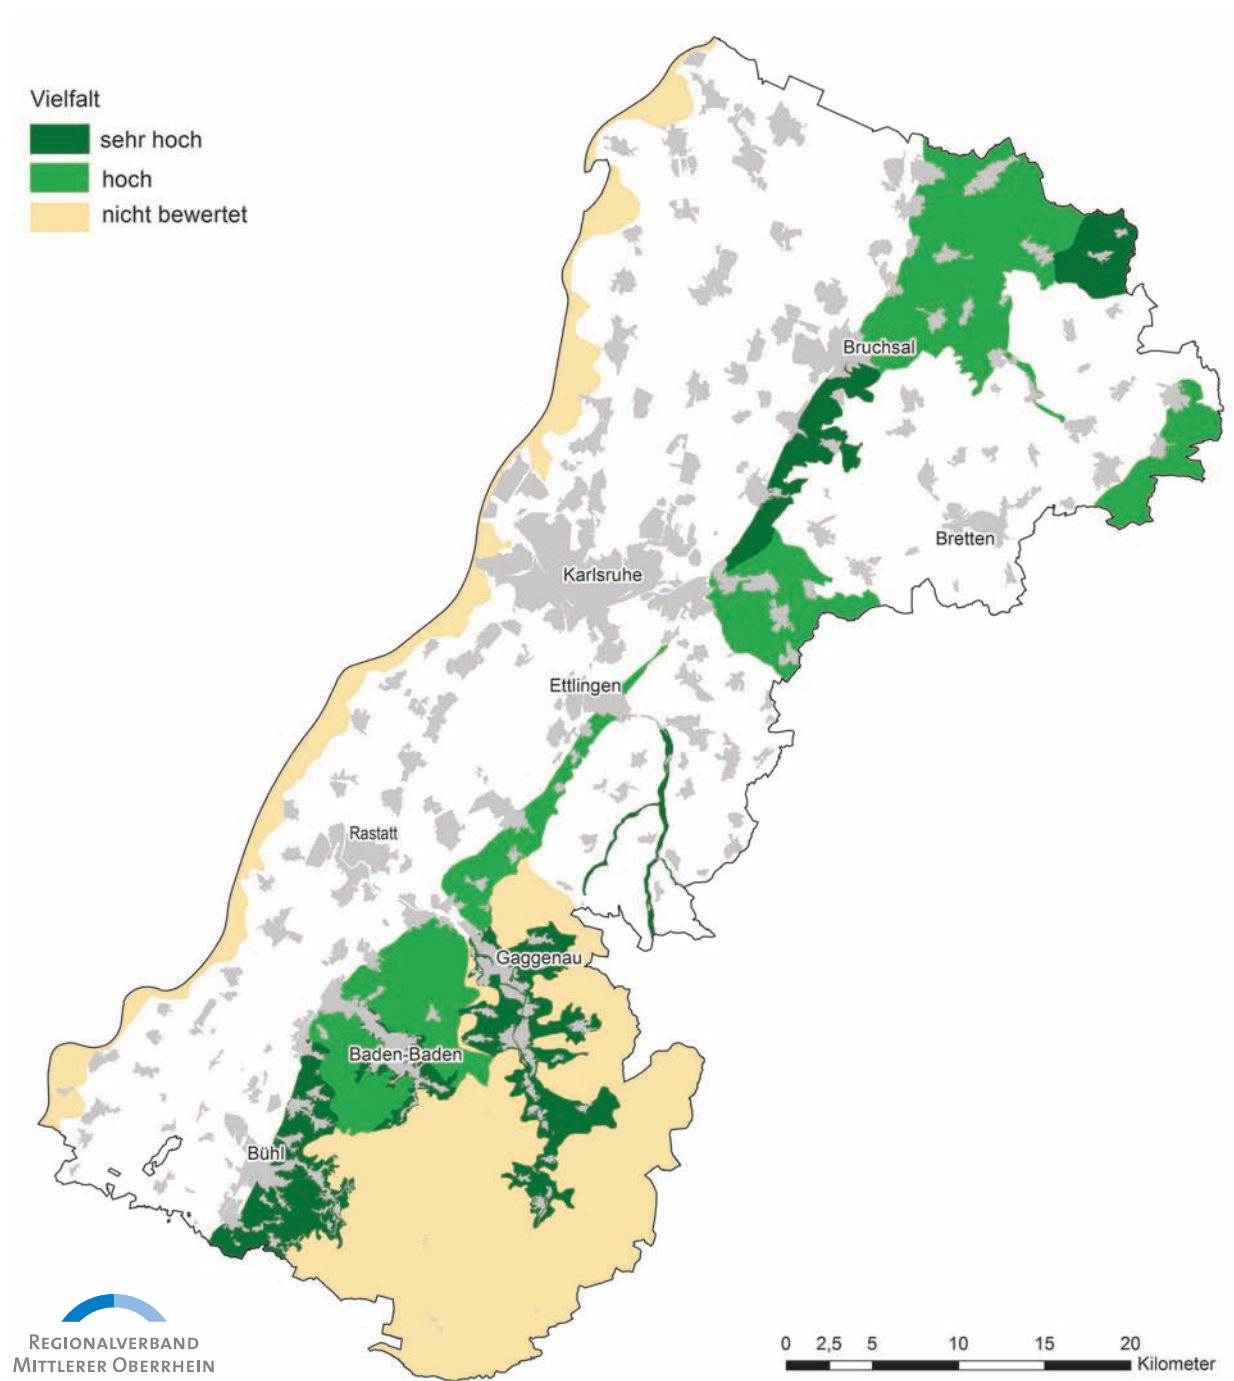 Vielfalt
sehr hoch
hoch
nicht bewertet
Bruchsal
Bretten
Karlsruhe
Ettlingen
Rastatt
Gaggenau
Baden-Baden
Bühl
REGIONALVERBAND
MITTLERER OBERRHEIN
0 2,5 5 10 15 20
Kilometer